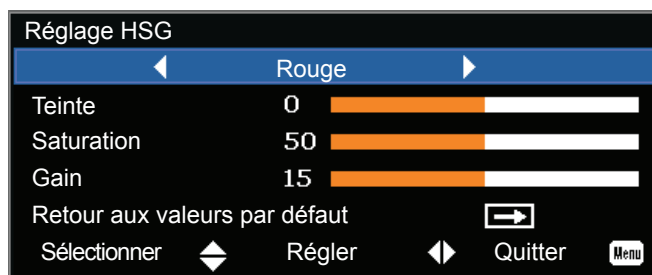 Réglage HSG
Rouge
Teinte 0
Saturation 50
Gain 15
Retour aux valeurs par défaut
Sélectionner Régler Quitter Menu